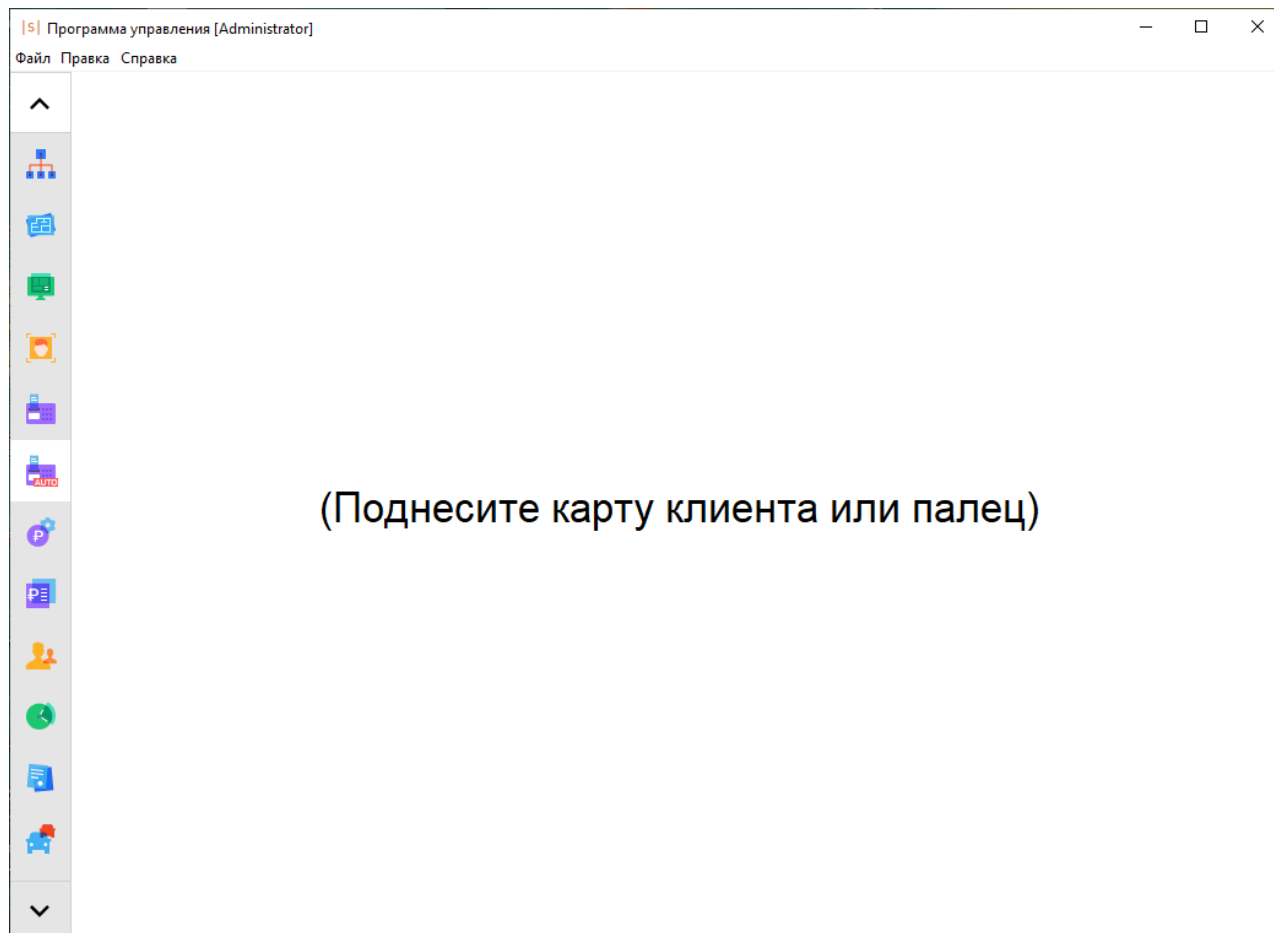 |S| Программа управления [Administrator]
Файл Правка Справка
AUTO
(Поднесите карту клиента или палец)